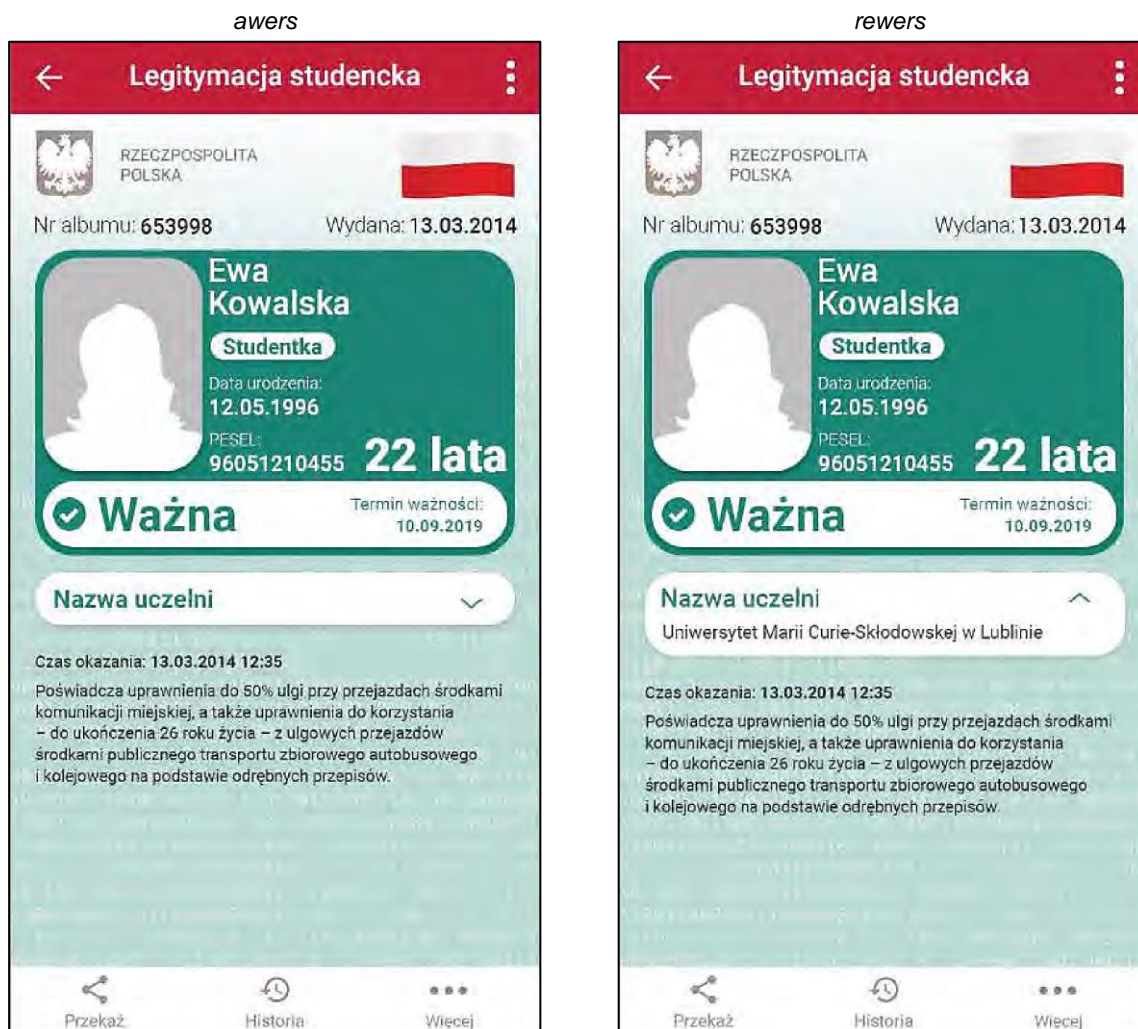 awers
Legitymacja studencka
RZECZPOSPOLITA
POLSKA
Nr albumu: 653998
Wydana: 13.03.2014
Ewa
Kowalska
Studentka
Data urodzenia:
12.05.1996
PESEL:
96051210455
22 lata
Ważna
Termin ważności:
10.09.2019
Nazwa uczelni
Czas okazania: 13.03.2014 12:35
Poświadcza uprawnienia do 50% ulgi przy przejazdach środkami
komunikacji miejskiej, a także uprawnienia do korzystania
– do ukończenia 26 roku życia – z ulgowych przejazdów
środkami publicznego transportu zbiorowego autobusowego
i kolejowego na podstawie odrębnych przepisów.
Przekaż
Historia
Więcej
rewers
Legitymacja studencka
RZECZPOSPOLITA
POLSKA
Nr albumu: 653998
Wydana: 13.03.2014
Ewa
Kowalska
Studentka
Data urodzenia:
12.05.1996
PESEL:
96051210455
22 lata
Ważna
Termin ważności:
10.09.2019
Nazwa uczelni
Uniwersytet Marii Curie-Skłodowskej w Lublinie
Czas okazania: 13.03.2014 12:35
Poświadcza uprawnienia do 50% ulgi przy przejazdach środkami
komunikacji miejskiej, a także uprawnienia do korzystania
– do ukończenia 26 roku życia – z ulgowych przejazdów
środkami publicznego transportu zbiorowego autobusowego
i kolejowego na podstawie odrębnych przepisów.
Przekaż
Historia
Więcej